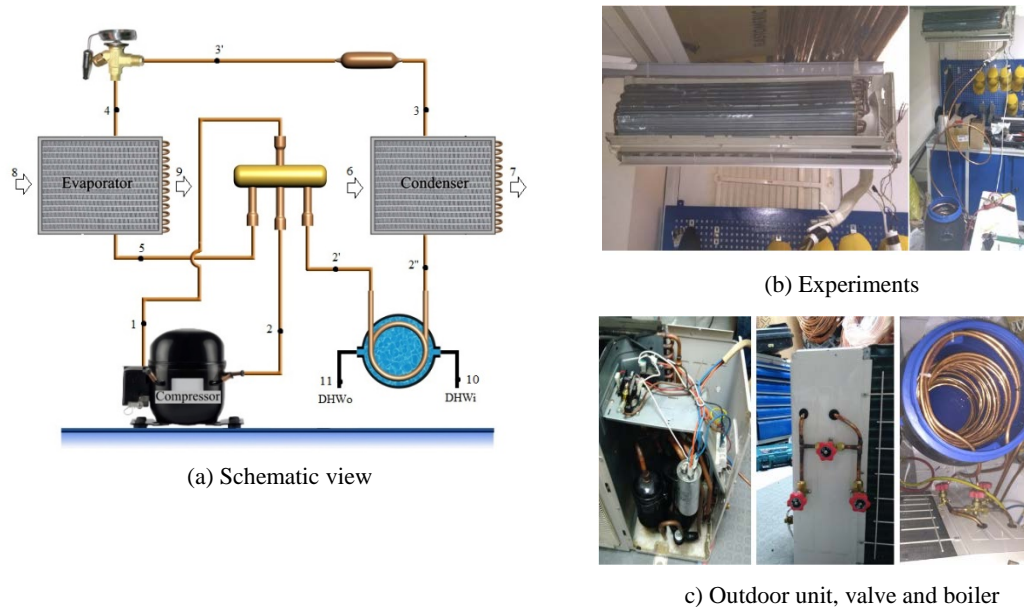 3'
4
3
8
Evaporator
9
6
Condenser
7
5
2'
2"
1
2
11
10
DHWo
DHWi
Compressor
(a) Schematic view
(b) Experiments
c) Outdoor unit, valve and boiler